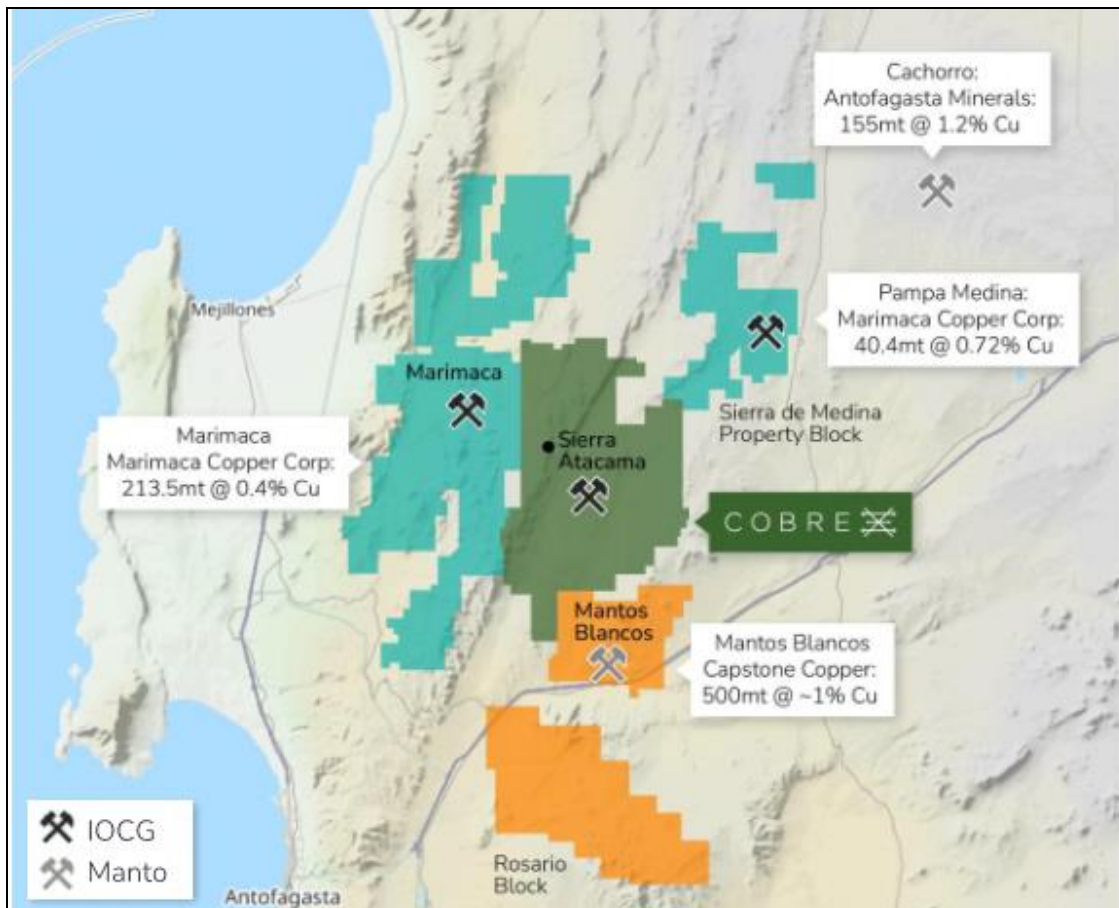 Cachorro:
Antofagasta Minerals:
155mt @ 1.2% Cu
Mejillones
Pampa Medina:
Marimaca Copper Corp:
40.4mt @ 0.72% Cu
Marimaca
Sierra de Medina
Property Block
Marimaca
Marimaca Copper Corp:
213.5mt @ 0.4% Cu
Sierra
Atacama
COBRE
Mantos
Blancos
Mantos Blancos
Capstone Copper:
500mt @ ~1% Cu
IOCG
Manto
Rosario
Block
Antofagasta